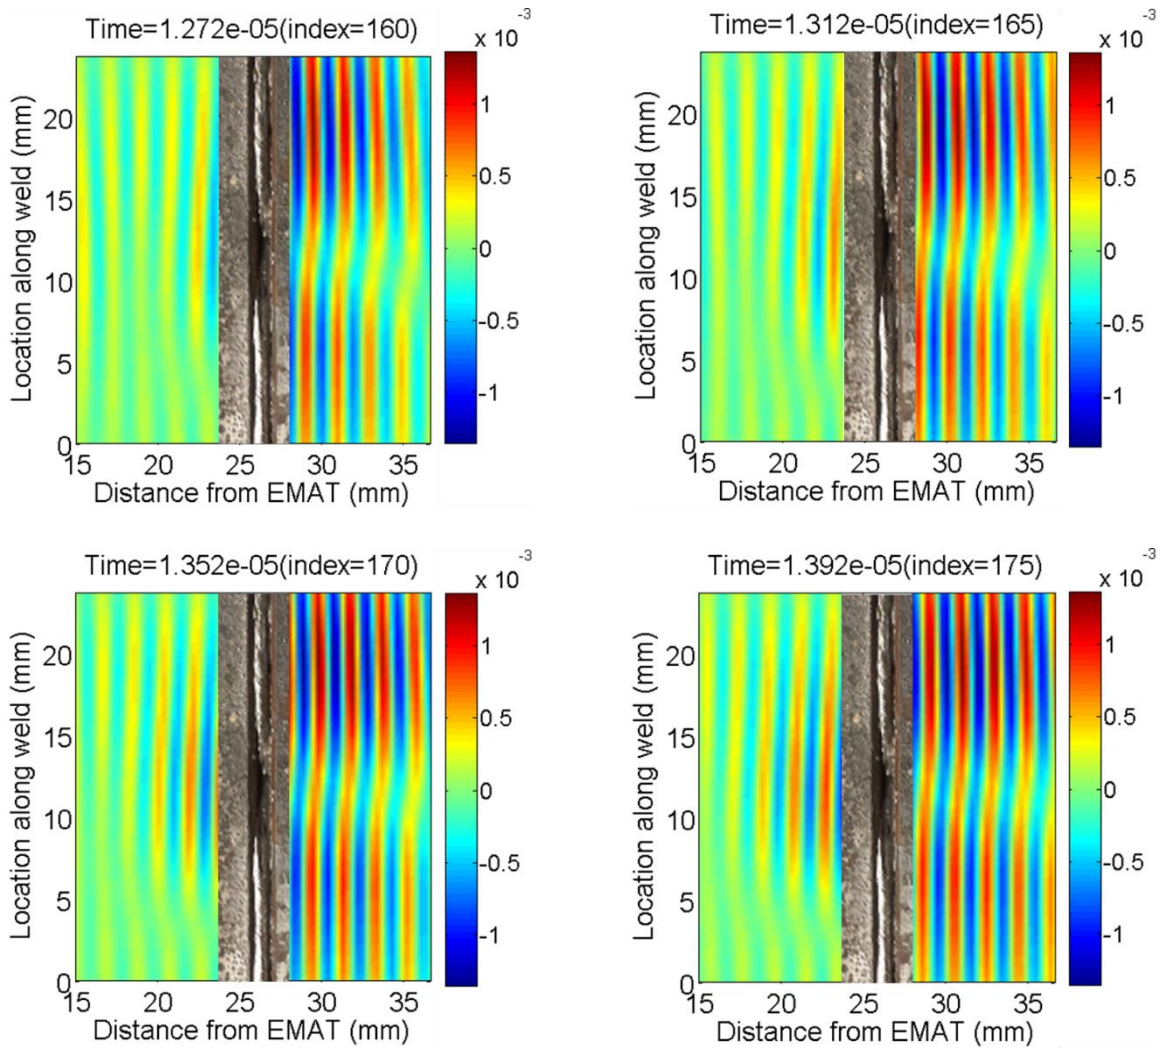 Time=1.272e-05(index=160)
x 10 -3
Location along weld (mm)
20
15
10
5
0
15 20 25 30 35
Distance from EMAT (mm)
1
0.5
0
-0.5
-1
Time=1.312e-05(index=165)
x 10 -3
Location along weld (mm)
20
15
10
5
0
15 20 25 30 35
Distance from EMAT (mm)
1
0.5
0
-0.5
-1
Time=1.352e-05(index=170)
x 10 -3
Location along weld (mm)
20
15
10
5
0
15 20 25 30 35
Distance from EMAT (mm)
1
0.5
0
-0.5
-1
Time=1.392e-05(index=175)
x 10 -3
Location along weld (mm)
20
15
10
5
0
15 20 25 30 35
Distance from EMAT (mm)
1
0.5
0
-0.5
-1